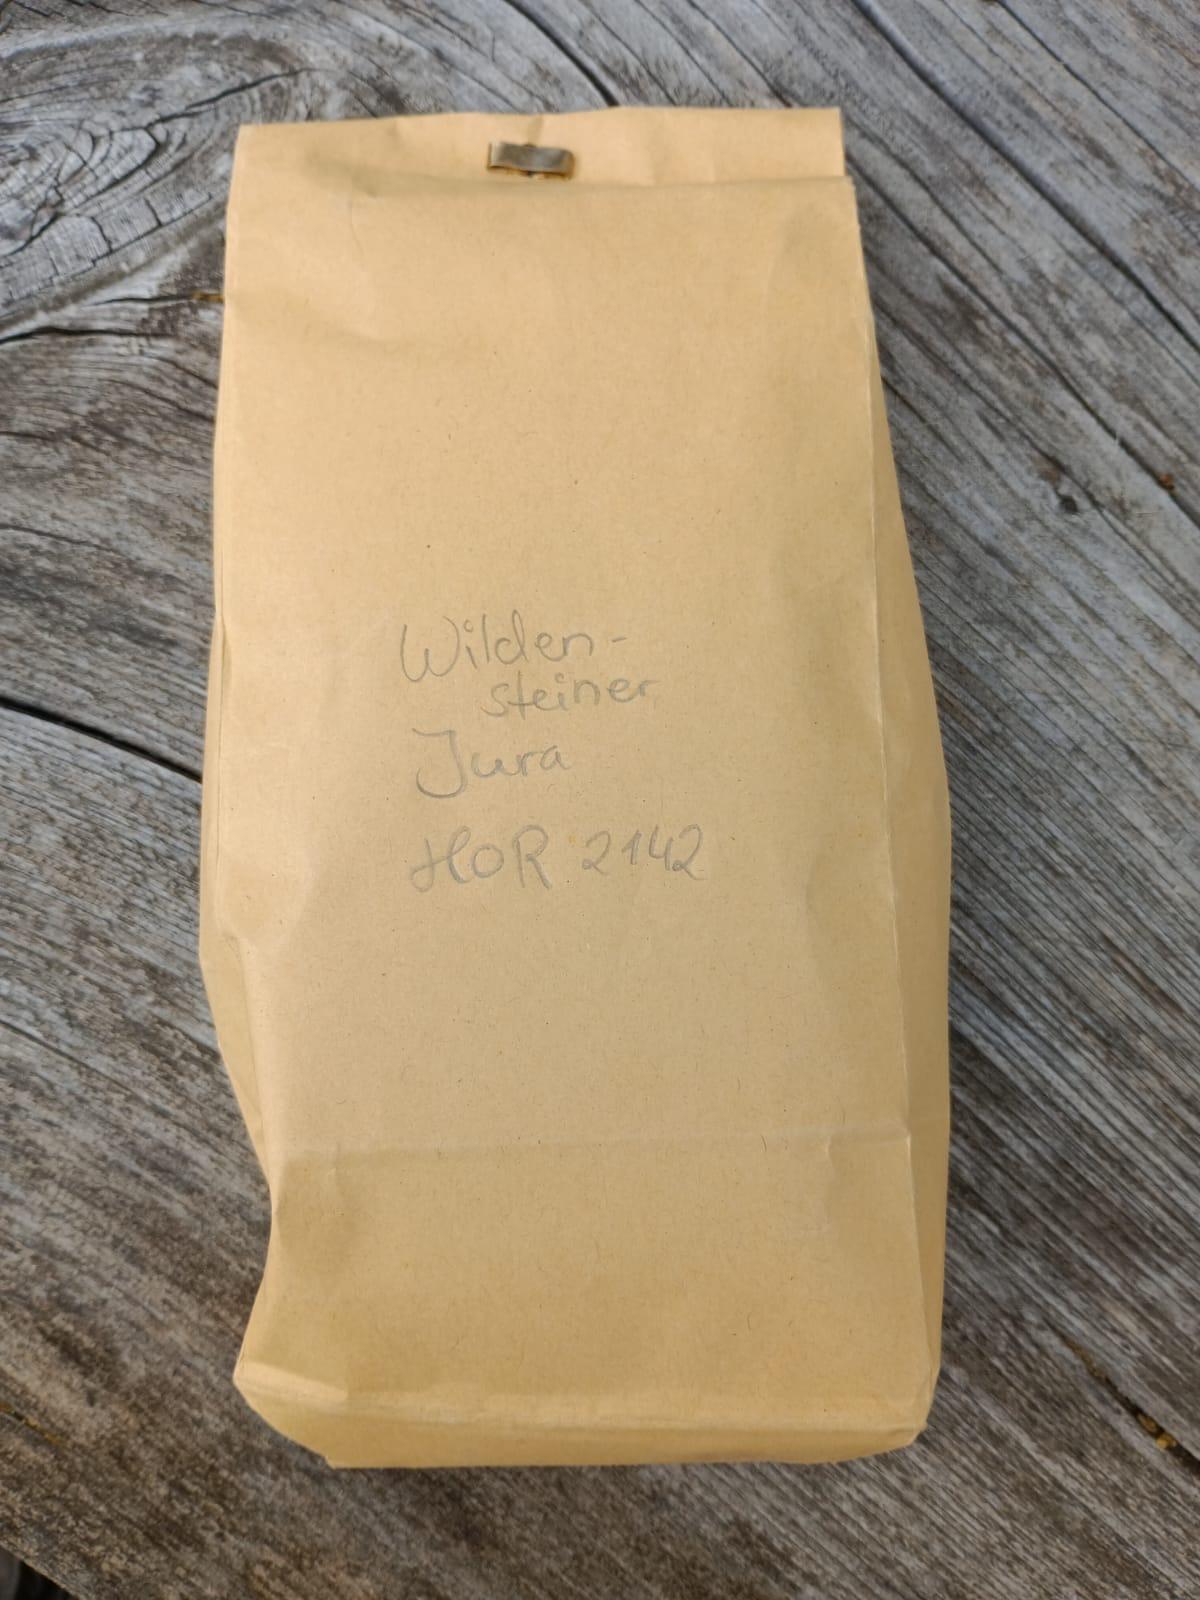 Wilden-
steiner
Jura
HOR 2142